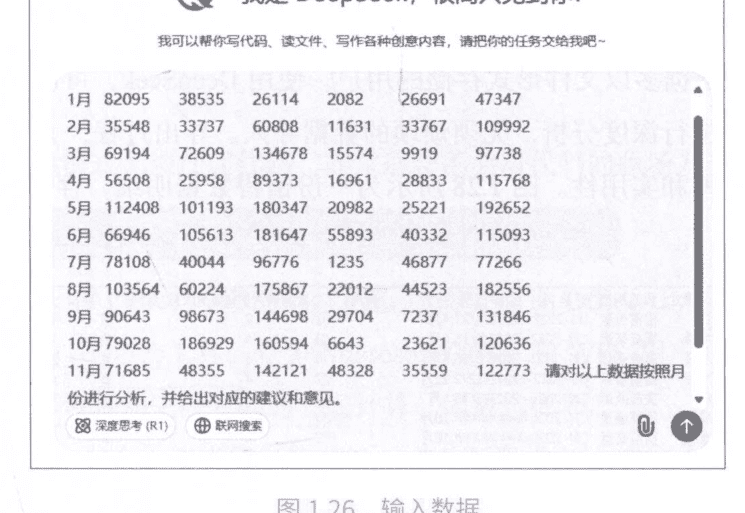 我可以帮你写代码、读文件、写作各种创意内容，请把你的任务交给我吧~
1月 82095 38535 26114 2082 26691 47347
2月 35548 33737 60808 11631 33767 109992
3月 69194 72609 134678 15574 9919 97738
4月 56508 25958 89373 16961 28833 115768
5月 112408 101193 180347 20982 25221 192652
6月 66946 105613 181647 55893 40332 115093
7月 78108 40044 96776 1235 46877 77266
8月 103564 60224 175867 22012 44523 182556
9月 90643 98673 144698 29704 7237 131846
10月 79028 186929 160594 6643 23621 120636
11月 71685 48355 142121 48328 35559 122773 请对以上数据按照月
份进行分析，并给出对应的建议和意见。
深度思考 (R1) 联网搜索
图 1.26 输入数据